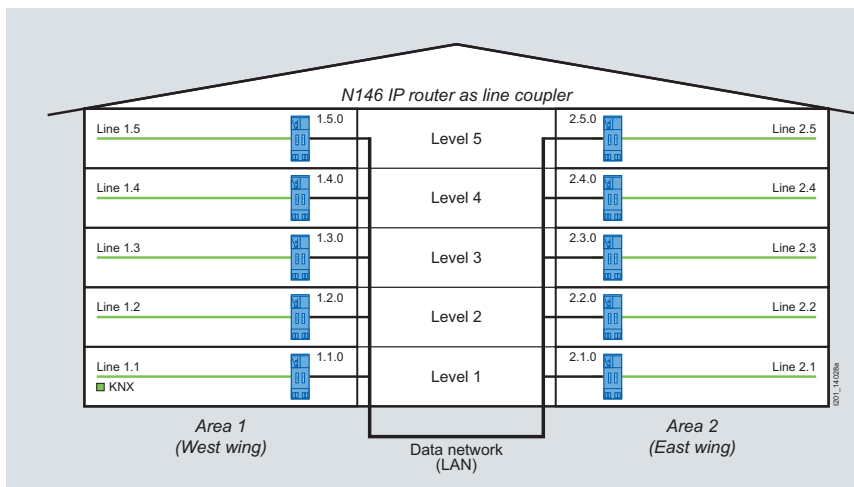 N146 IP router as line coupler
Line 1.5
1.5.0
Level 5
2.5.0
Line 2.5
Line 1.4
1.4.0
Level 4
2.4.0
Line 2.4
Line 1.3
1.3.0
Level 3
2.3.0
Line 2.3
Line 1.2
1.2.0
Level 2
2.2.0
Line 2.2
Line 1.1
1.1.0
Level 1
2.1.0
Line 2.1
KNX
I201_14028a
Area 1
(West wing)
Data network
(LAN)
Area 2
(East wing)